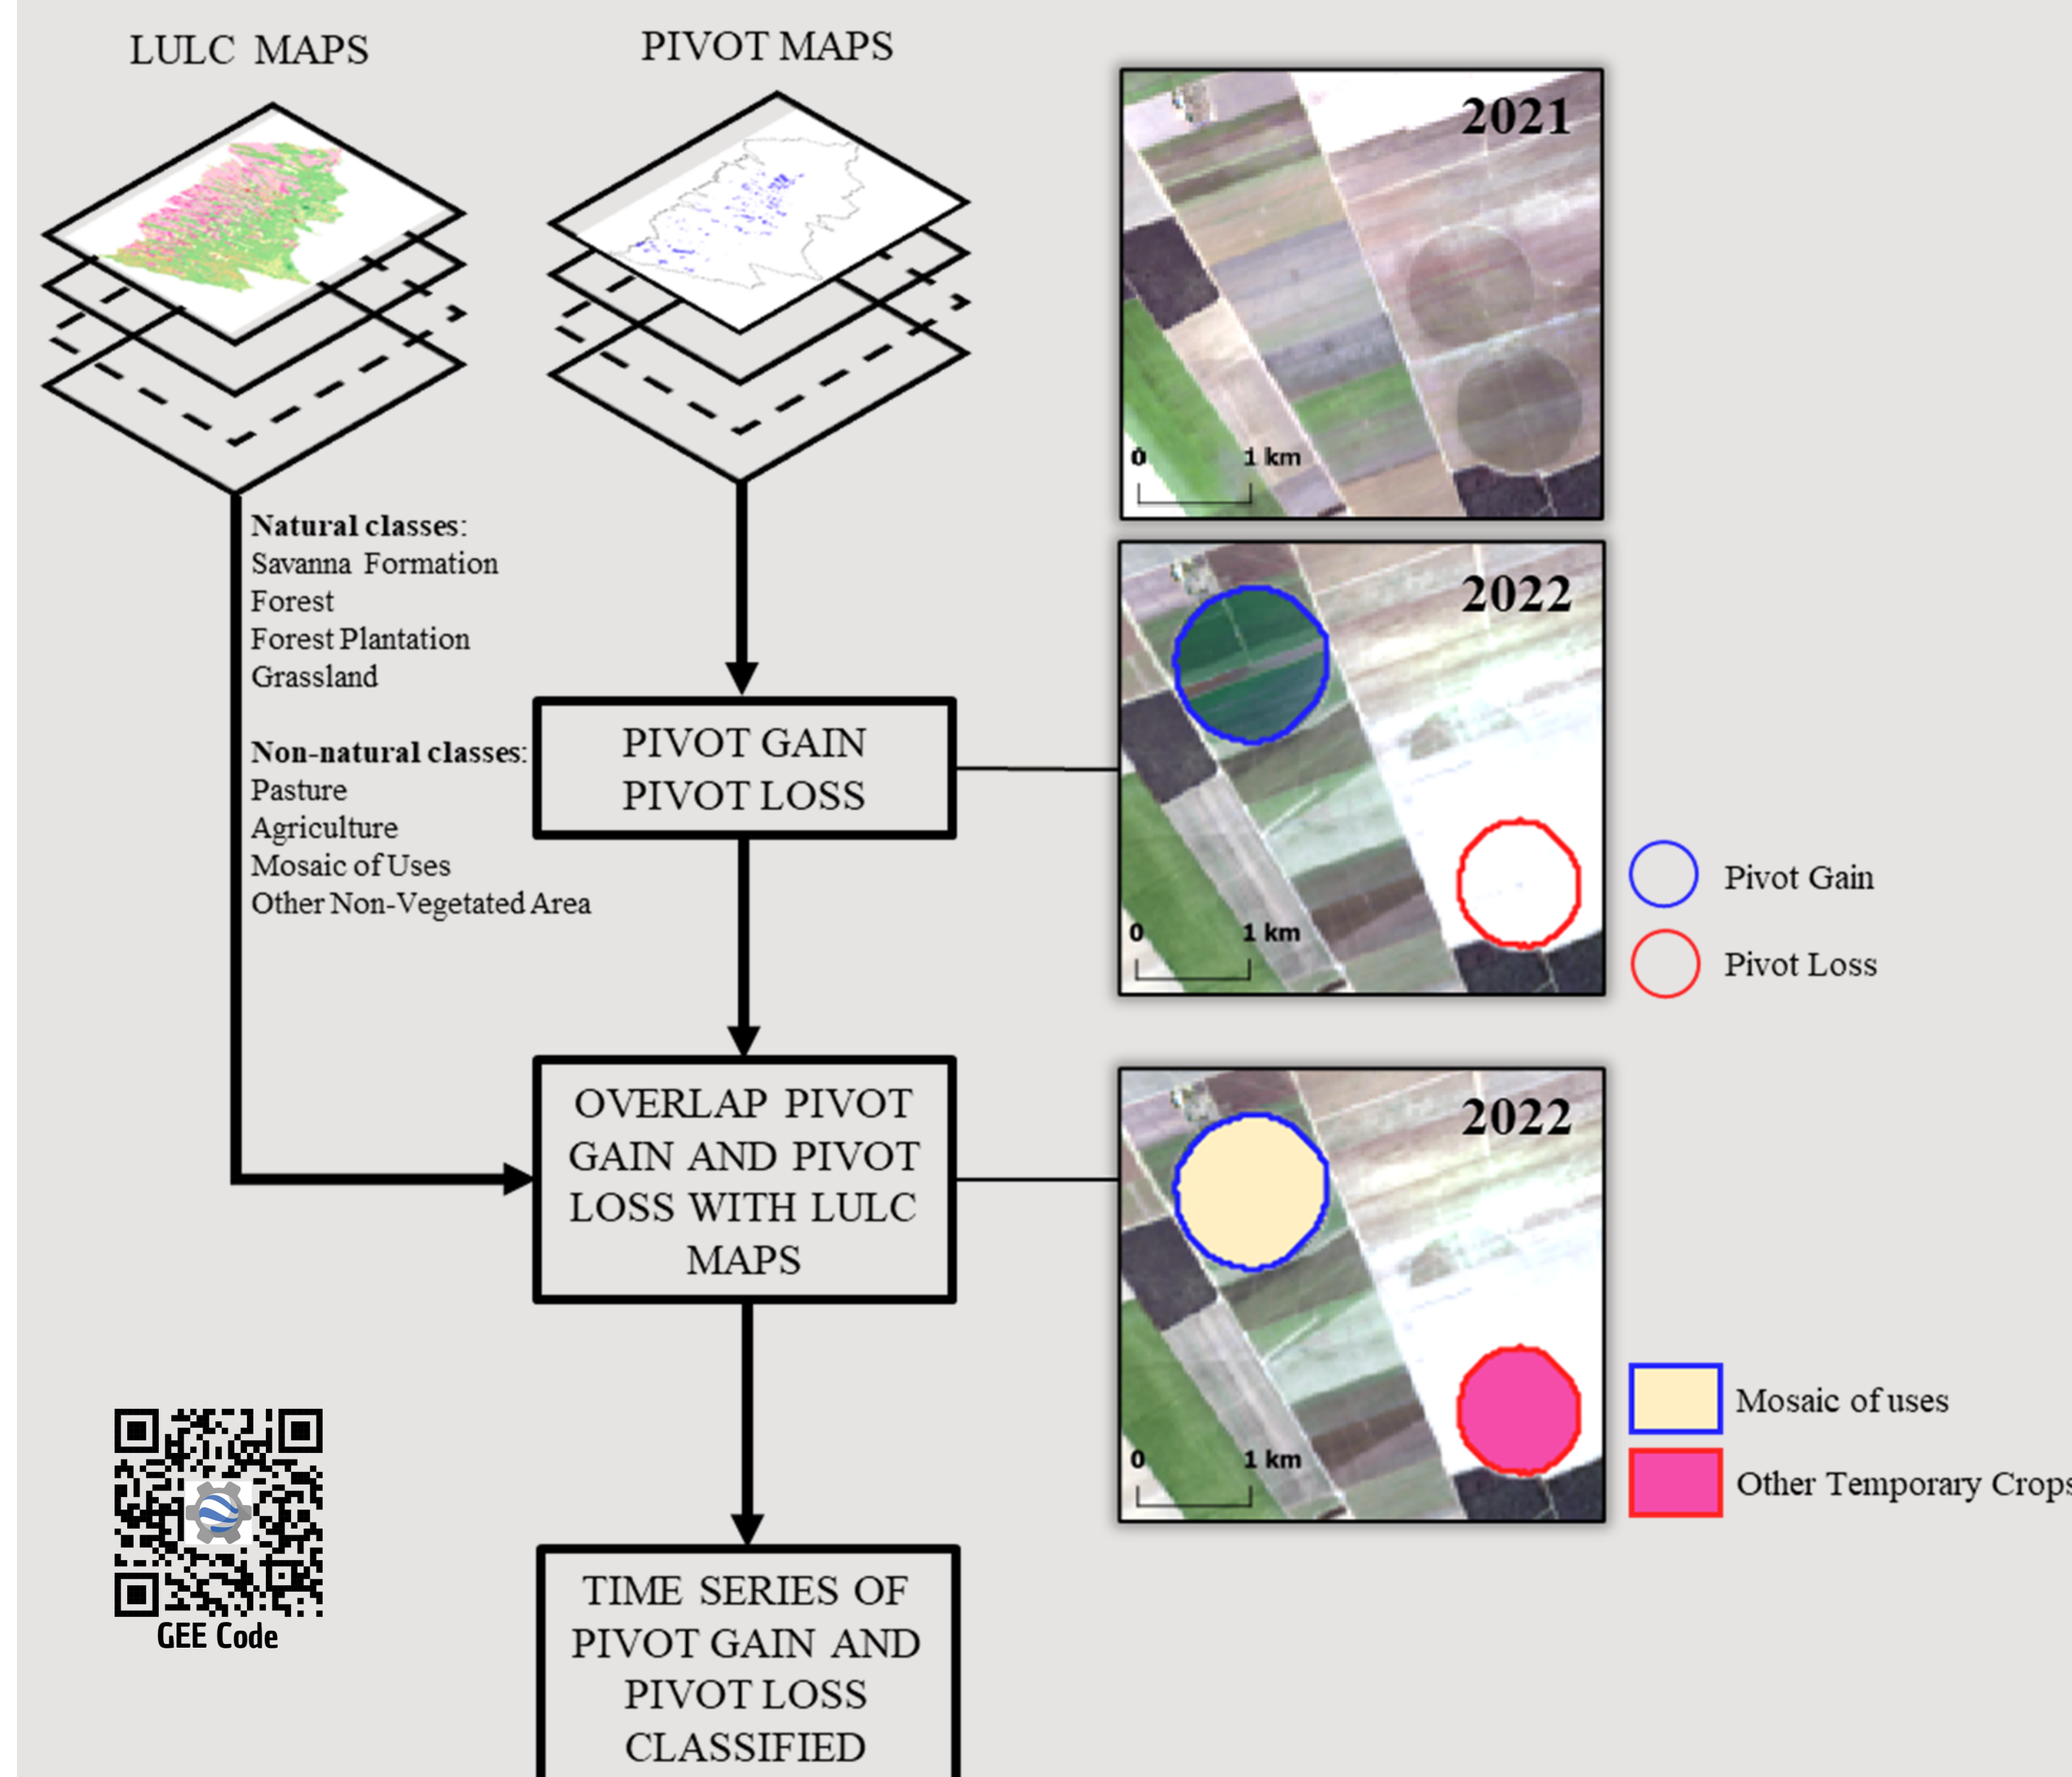 LULC MAPS
PIVOT MAPS
2021
0 1 km
Natural classes:
Savanna Formation
Forest
Forest Plantation
Grassland
Non-natural classes:
Pasture
Agriculture
Mosaic of Uses
Other Non-Vegetated Area
PIVOT GAIN
PIVOT LOSS
2022
0 1 km
Pivot Gain
Pivot Loss
OVERLAP PIVOT
GAIN AND PIVOT
LOSS WITH LULC
MAPS
2022
0 1 km
Mosaic of uses
Other Temporary Crops
GEE Code
TIME SERIES OF
PIVOT GAIN AND
PIVOT LOSS
CLASSIFIED